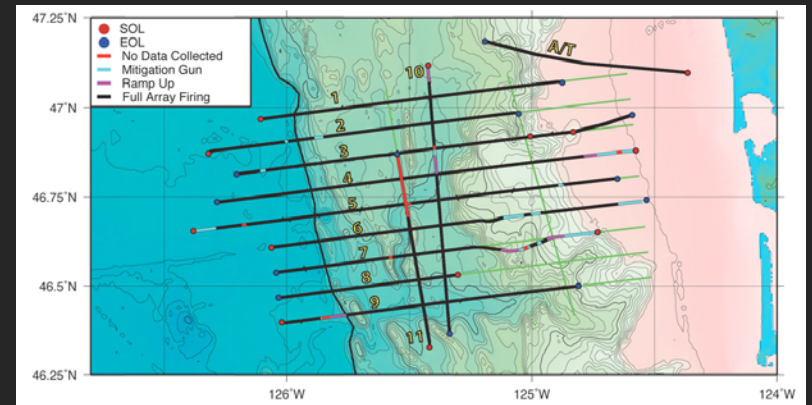 47.25°N
SOL
EOL
No Data Collected
Mitigation Gun
Ramp Up
Full Array Firing
A/T
10
1
47°N
2
3
4
46.75°N
5
6
7
8
46.5°N
9
11
46.25°N
126°W 125°W 124°W